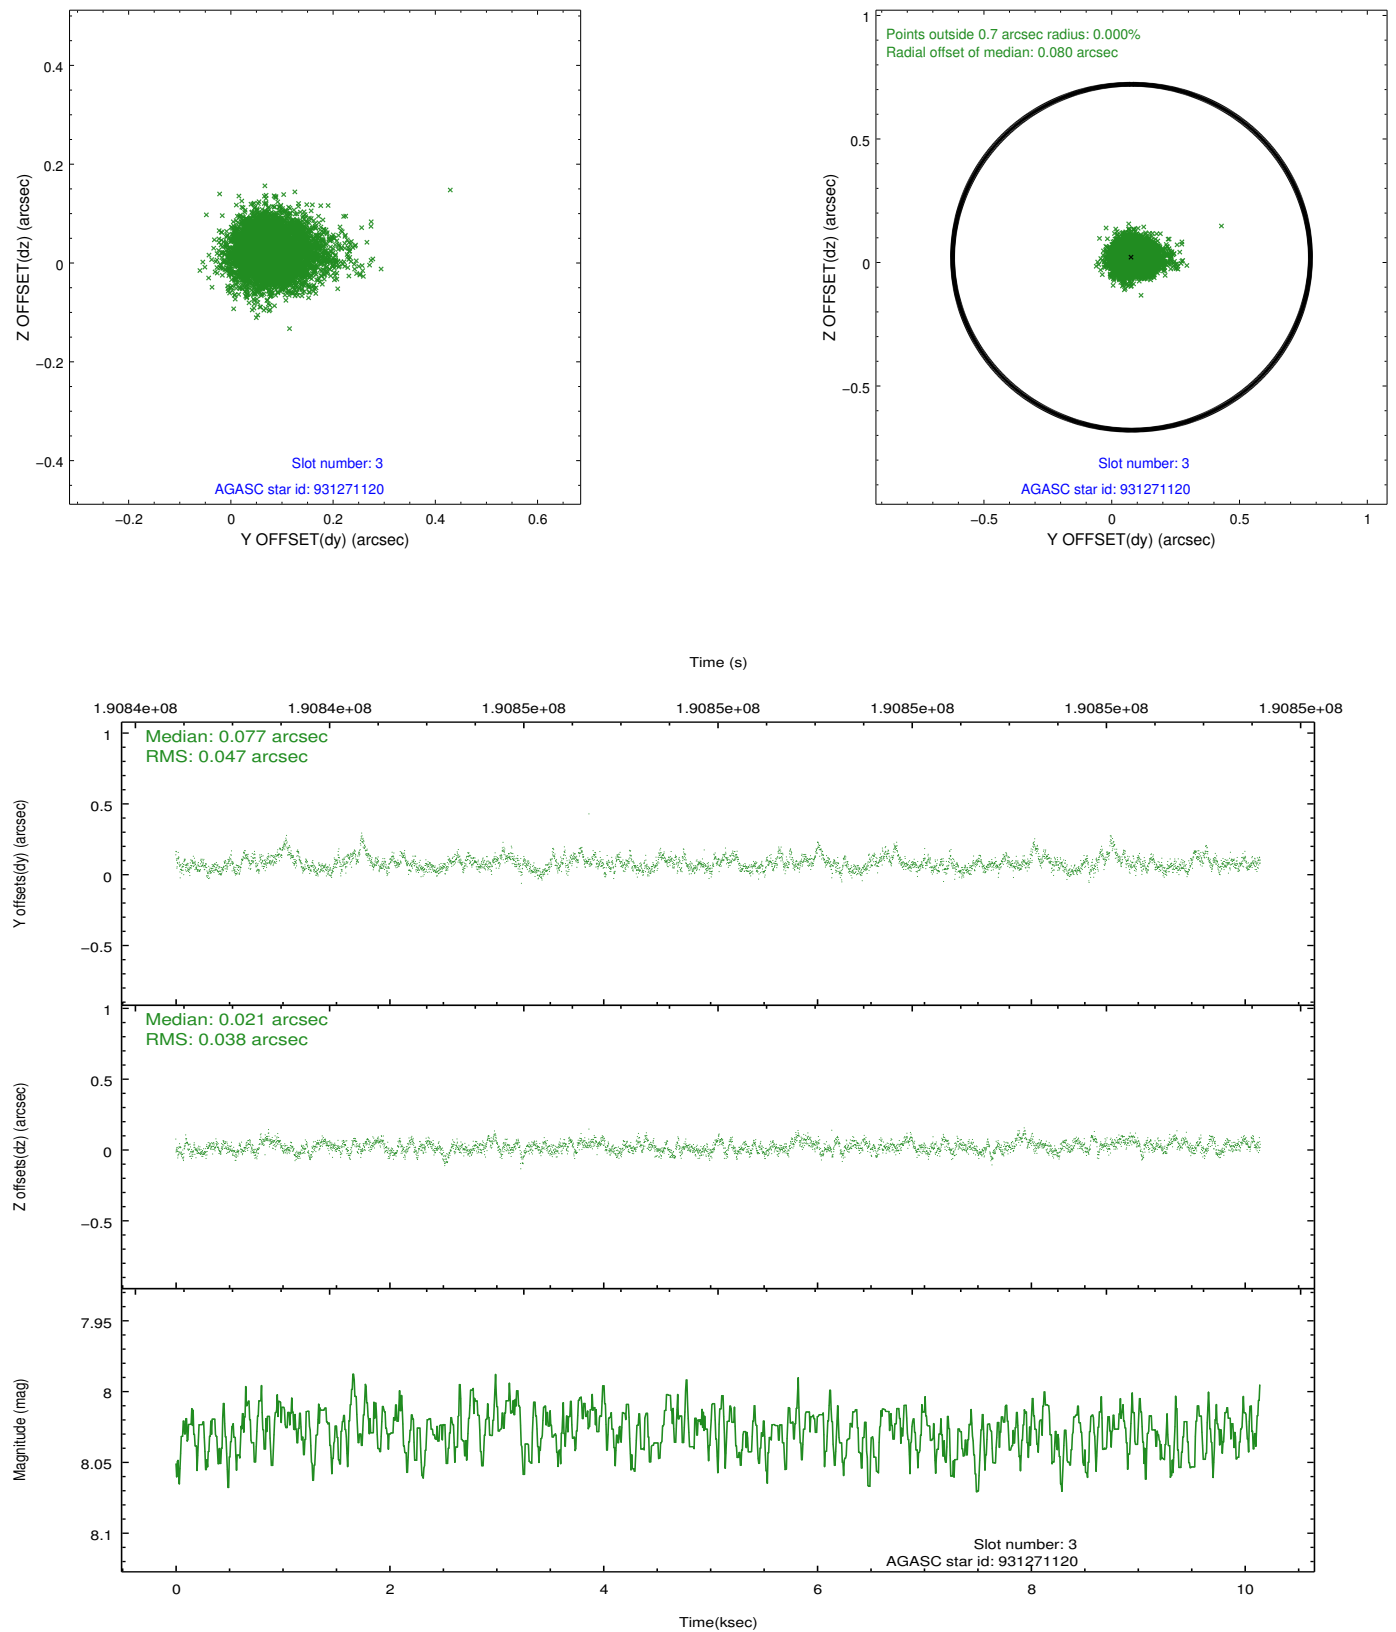 0.4
0.2
0
−0.2
−0.4
Z OFFSET(dz) (arcsec)
Slot number: 3
AGASC star id: 931271120
−0.2 0 0.2 0.4 0.6
Y OFFSET(dy) (arcsec)
Points outside 0.7 arcsec radius: 0.000%
Radial offset of median: 0.080 arcsec
1
0.5
0
−0.5
Z OFFSET(dz) (arcsec)
Slot number: 3
AGASC star id: 931271120
−0.5 0 0.5 1
Y OFFSET(dy) (arcsec)
Time (s)
1.9084e+08 1.9084e+08 1.9085e+08 1.9085e+08 1.9085e+08 1.9085e+08 1.9085e+08
Median: 0.077 arcsec
RMS: 0.047 arcsec
1
0.5
0
−0.5
Y offsets(dy) (arcsec)
Median: 0.021 arcsec
RMS: 0.038 arcsec
1
0.5
0
−0.5
Z offsets(dz) (arcsec)
7.95
8
8.05
8.1
Magnitude (mag)
Slot number: 3
AGASC star id: 931271120
0 2 4 6 8 10
Time(ksec)